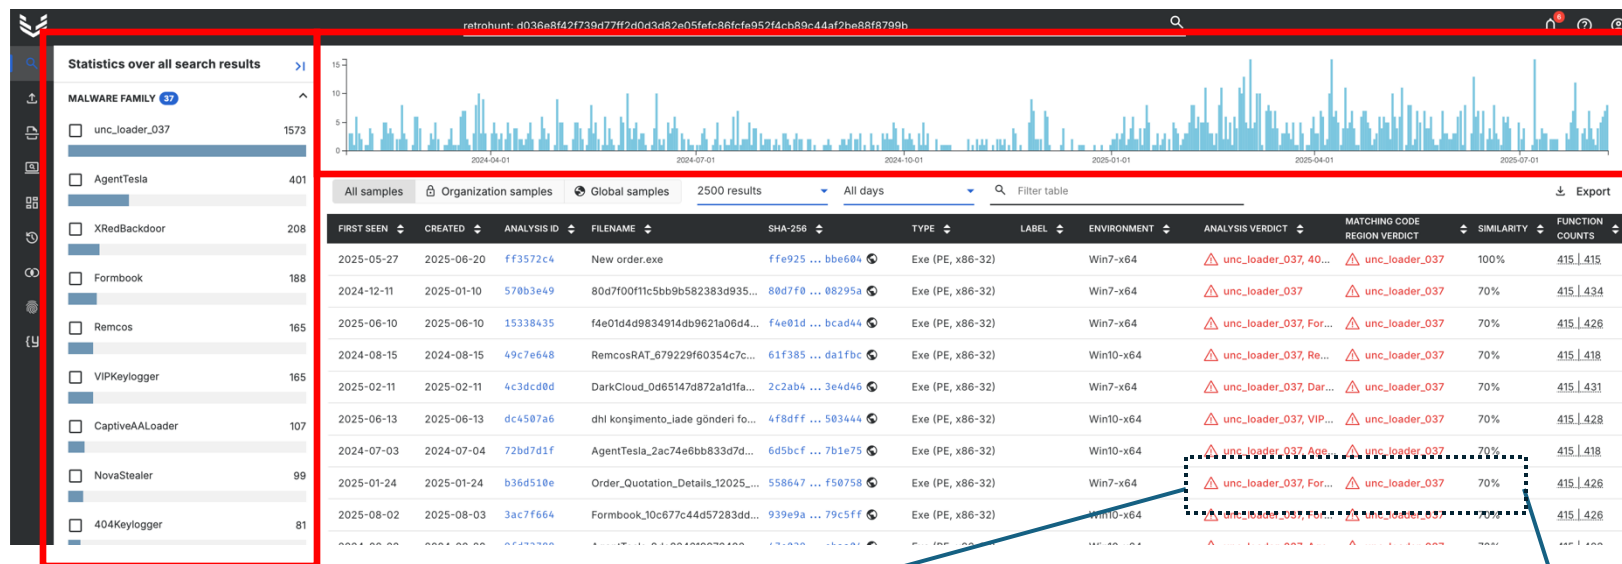 retrohunt: d036e8f42f739d77ff2d0d3d82e05fefc86fcfe952f4cb89c44af2be88f8799b
6
Statistics over all search results
MALWARE FAMILY 37
unc_loader_037 1573
AgentTesla 401
XRedBackdoor 208
Formbook 188
Remcos 165
VIPKeylogger 165
CaptiveAALoader 107
NovaStealer 99
404Keylogger 81
15
10
5
2024-04-01 2024-07-01 2024-10-01 2025-01-01 2025-04-01 2025-07-01
All samples Organization samples Global samples 2500 results All days Filter table Export
FIRST SEEN CREATED ANALYSIS ID FILENAME SHA-256 TYPE LABEL ENVIRONMENT ANALYSIS VERDICT MATCHING CODE REGION VERDICT SIMILARITY FUNCTION COUNTS
2025-05-27 2025-06-20 ff3572c4 New order.exe ffe925 ... bbe604 Exe (PE, x86-32) Win7-x64 unc_loader_037, 40... unc_loader_037 100% 415 | 415
2024-12-11 2025-01-10 570b3e49 80d7f00f11c5bb9b582383d935... 80d7f0 ... 08295a Exe (PE, x86-32) Win7-x64 unc_loader_037 unc_loader_037 70% 415 | 434
2025-06-10 2025-06-10 15338435 f4e01d4d9834914db9621a06d4... f4e01d ... bcad44 Exe (PE, x86-32) Win7-x64 unc_loader_037, For... unc_loader_037 70% 415 | 426
2024-08-15 2024-08-15 49c7e648 RemcosRAT_679229f60354c7c... 61f385 ... da1fbc Exe (PE, x86-32) Win10-x64 unc_loader_037, Re... unc_loader_037 70% 415 | 418
2025-02-11 2025-02-11 4c3dcd0d DarkCloud_0d65147d872a1d1fa... 2c2ab4 ... 3e4d46 Exe (PE, x86-32) Win7-x64 unc_loader_037, Dar... unc_loader_037 70% 415 | 431
2025-06-13 2025-06-13 dc4507a6 dhl konşimento_iade gönderi fo... 4f8dff ... 503444 Exe (PE, x86-32) Win10-x64 unc_loader_037, VIP... unc_loader_037 70% 415 | 428
2024-07-03 2024-07-04 72bd7d1f AgentTesla_2ac74e6bb833d7d... 6d5bcf ... 7b1e75 Exe (PE, x86-32) Win10-x64 unc_loader_037, Age... unc_loader_037 70% 415 | 418
2025-01-24 2025-01-24 b36d510e Order_Quotation_Details_12025_... 558647 ... f50758 Exe (PE, x86-32) Win7-x64 unc_loader_037, For... unc_loader_037 70% 415 | 426
2025-08-02 2025-08-03 3ac7f664 Formbook_10c677c44d57283dd... 939e9a ... 79c5ff Exe (PE, x86-32) Win10-x64 unc_loader_037, For... unc_loader_037 70% 415 | 426